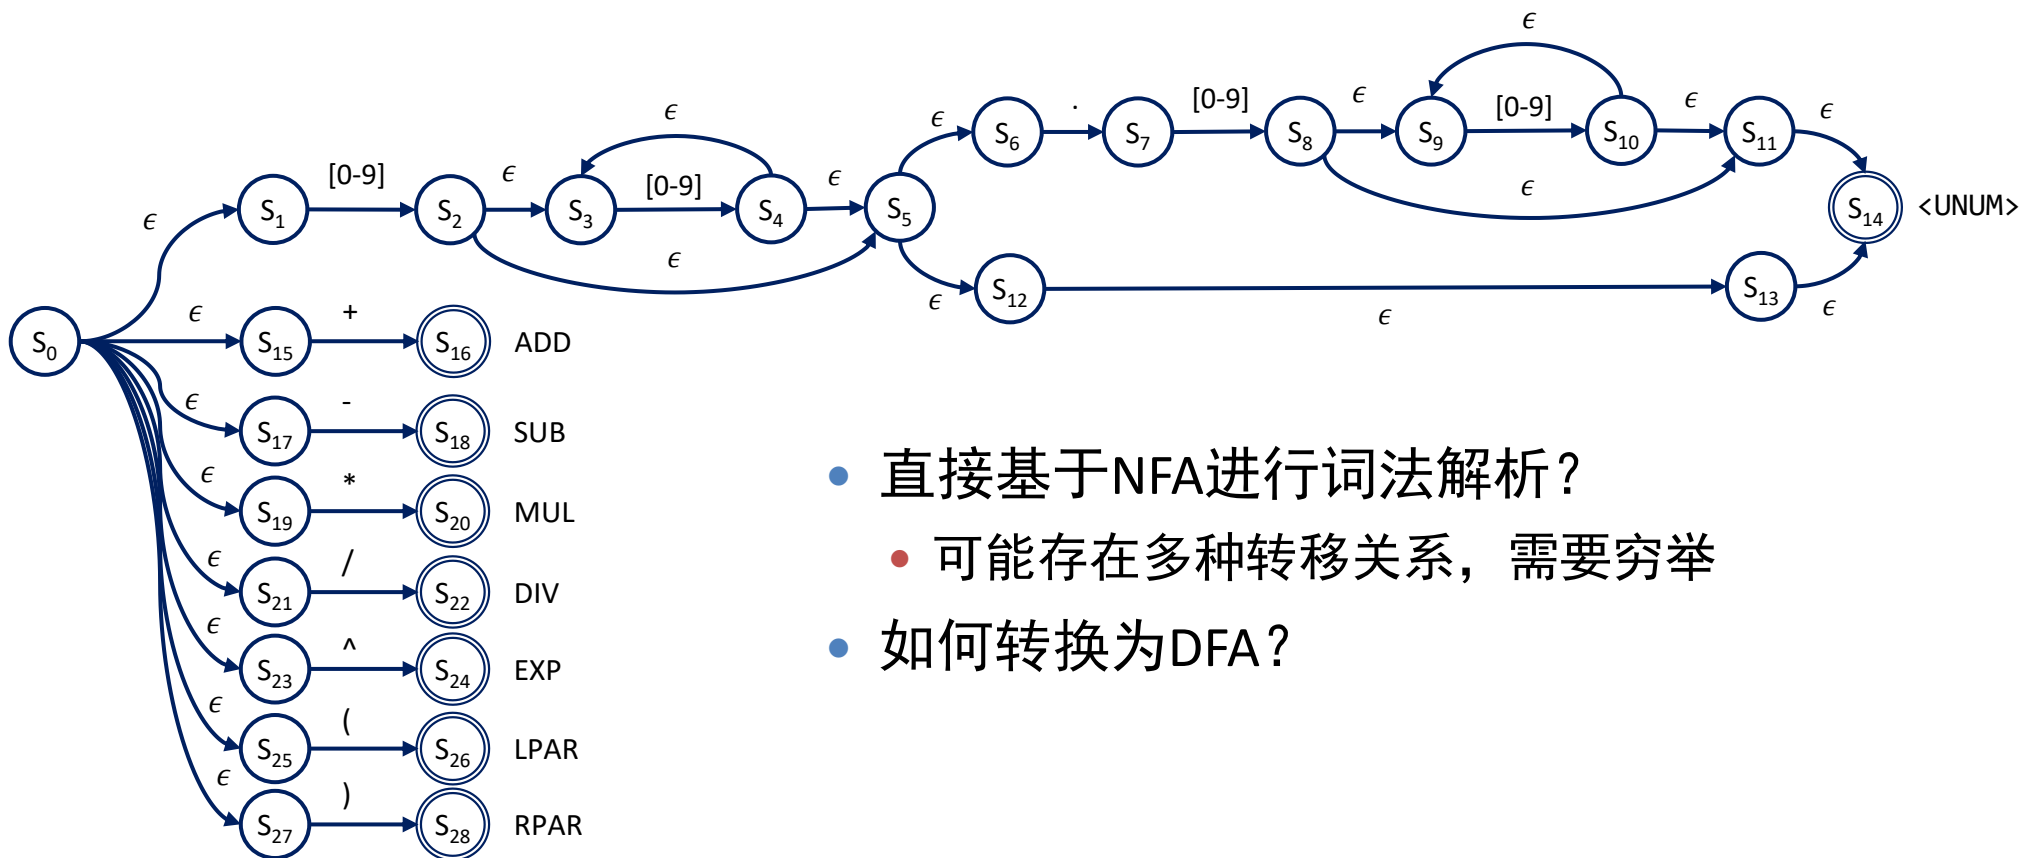 ϵ
ϵ [0-9] ϵ . [0-9] ϵ [0-9] ϵ ϵ
S6 S7 S8 S9 S10 S11
[0-9] ϵ [0-9] ϵ ϵ
S1 S2 S3 S4 S5 S14 <UNUM>
ϵ ϵ
ϵ S12 ϵ S13 ϵ
S0 ϵ S15 + S16 ADD
ϵ S17 - S18 SUB
ϵ S19 * S20 MUL
ϵ S21 / S22 DIV
ϵ S23 ^ S24 EXP
ϵ S25 ( S26 LPAR
ϵ S27 ) S28 RPAR
• 直接基于NFA进行词法解析？
• 可能存在多种转移关系，需要穷举
• 如何转换为DFA？